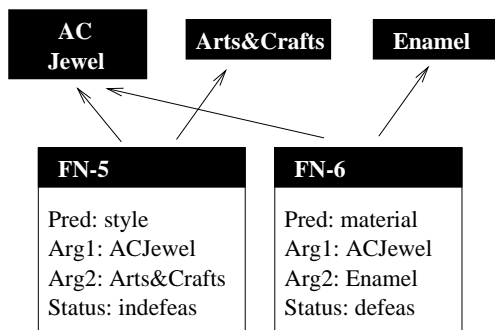 AC
Jewel
Arts&Crafts
Enamel
FN-5
Pred: style
Arg1: ACJewel
Arg2: Arts&Crafts
Status: indefeas
FN-6
Pred: material
Arg1: ACJewel
Arg2: Enamel
Status: defeas